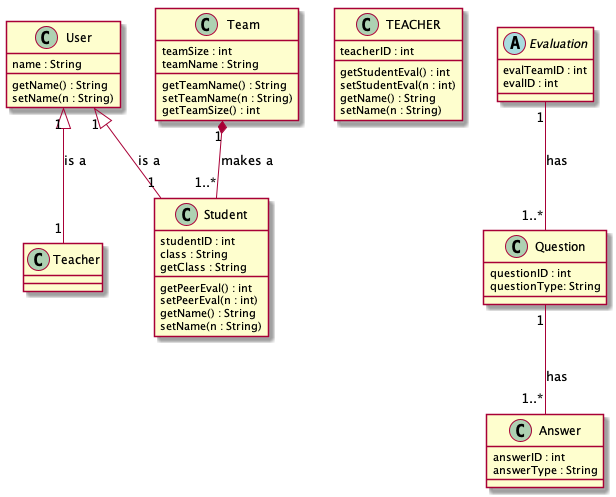 C User
name : String
getName() : String
setName(n : String)
C Team
teamSize : int
teamName : String
getTeamName() : String
setTeamName(n : String)
getTeamSize() : int
C TEACHER
teacherID : int
getStudentEval() : int
setStudentEval(n : int)
getName() : String
setName(n : String)
A Evaluation
evalTeamID : int
evalID : int
1
1
1
1
is a
is a
makes a
has
1
1
1..*
1..*
C Teacher
C Student
studentID : int
class : String
getClass : String
getPeerEval() : int
setPeerEval(n : int)
getName() : String
setName(n : String)
C Question
questionID : int
questionType: String
1
has
1..*
C Answer
answerID : int
answerType : String